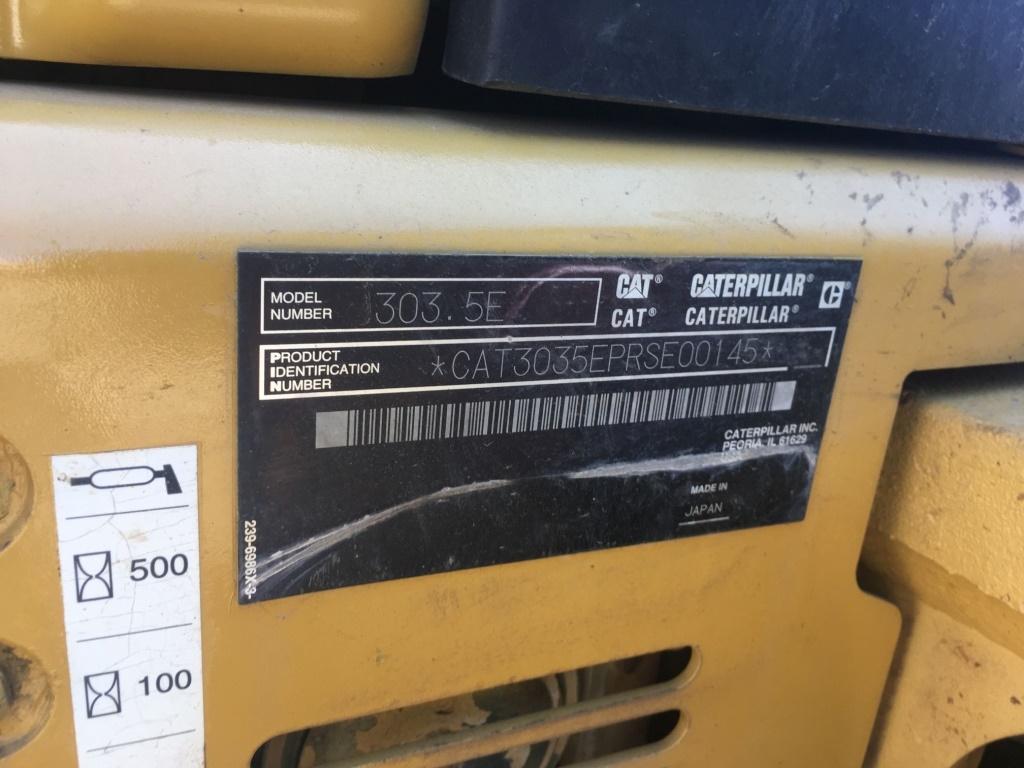 MODEL
NUMBER
303.5E
CAT® CATERPILLAR® C®
CAT® CATERPILLAR®
PRODUCT
IDENTIFICATION
NUMBER
*CAT3035EPRSE00145*
CATERPILLAR INC.
PEORIA, IL 61629
MADE IN
JAPAN
239-6986X-3-
500
100